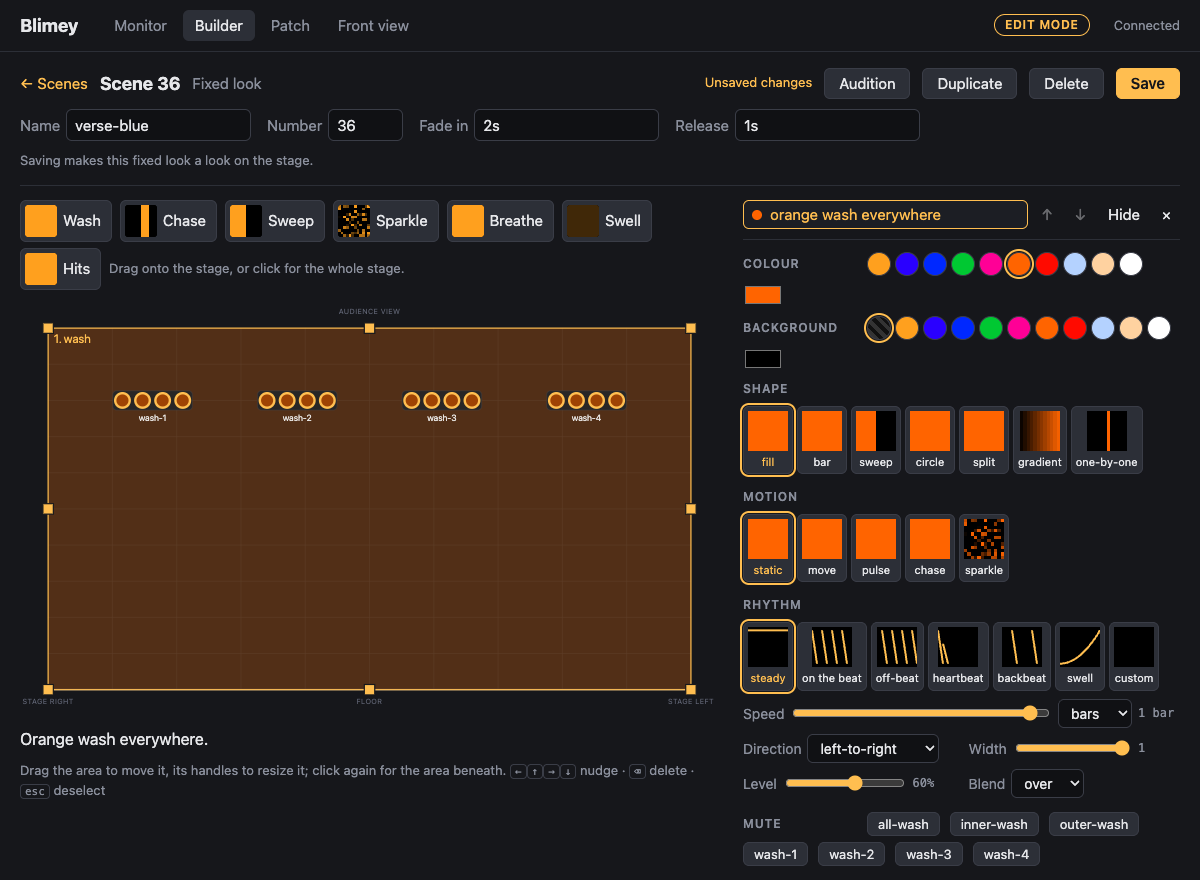 Blimey Monitor Builder Patch Front view EDIT MODE Connected
← Scenes Scene 36 Fixed look Unsaved changes Audition Duplicate Delete Save
Name verse-blue Number 36 Fade in 2s Release 1s
Saving makes this fixed look a look on the stage.
Wash Chase Sweep Sparkle Breathe Swell
Hits Drag onto the stage, or click for the whole stage.
AUDIENCE VIEW
1. wash
wash-1 wash-2 wash-3 wash-4
STAGE RIGHT FLOOR STAGE LEFT
Orange wash everywhere.
Drag the area to move it, its handles to resize it; click again for the area beneath. ← ↑ → ↓ nudge · ⌫ delete ·
esc deselect
orange wash everywhere ↑ ↓ Hide ×
COLOUR
BACKGROUND
SHAPE
fill bar sweep circle split gradient one-by-one
MOTION
static move pulse chase sparkle
RHYTHM
steady on the beat off-beat heartbeat backbeat swell custom
Speed bars 1 bar
Direction left-to-right Width 1
Level 60% Blend over
MUTE all-wash inner-wash outer-wash
wash-1 wash-2 wash-3 wash-4